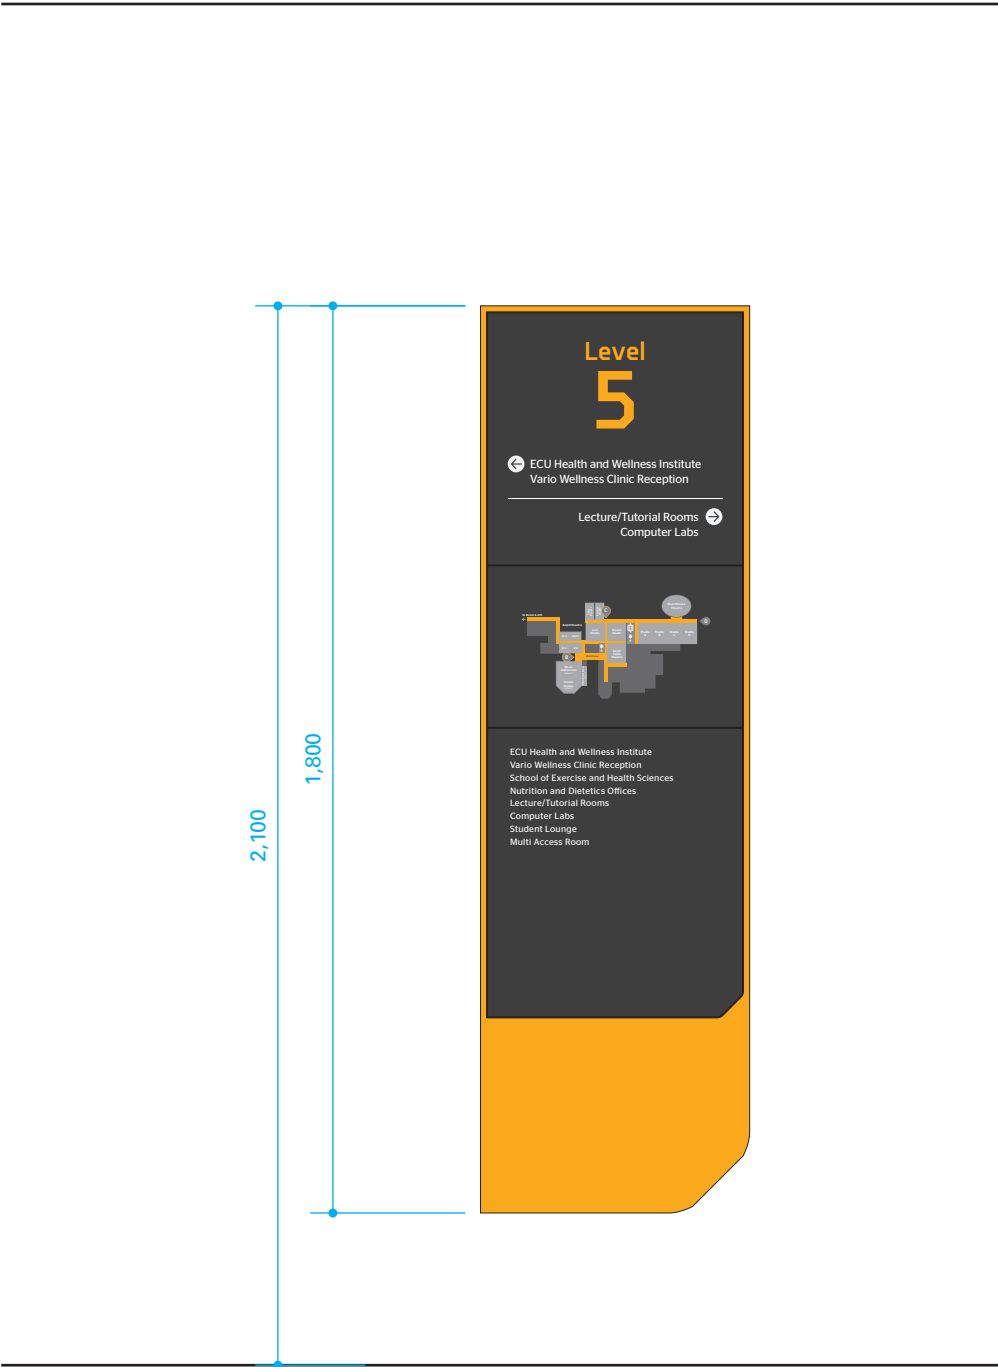 Level
5
ECU Health and Wellness Institute
Vario Wellness Clinic Reception
Lecture/Tutorial Rooms
Computer Labs
1,800
2,100
ECU Health and Wellness Institute
Vario Wellness Clinic Reception
School of Exercise and Health Sciences
Nutrition and Dietetics Offices
Lecture/Tutorial Rooms
Computer Labs
Student Lounge
Multi Access Room